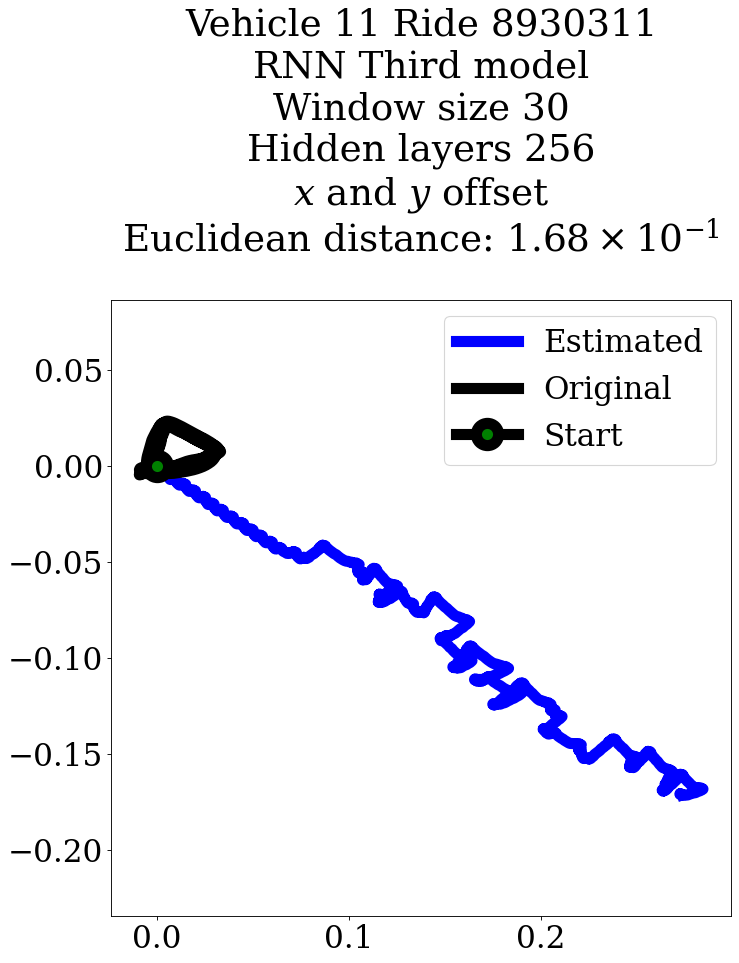 Vehicle 11 Ride 8930311
RNN Third model
Window size 30
Hidden layers 256
x and y offset
Euclidean distance: 1.68 × 10⁻¹
Estimated
Original
Start
0.05
0.00
−0.05
−0.10
−0.15
−0.20
0.0 0.1 0.2